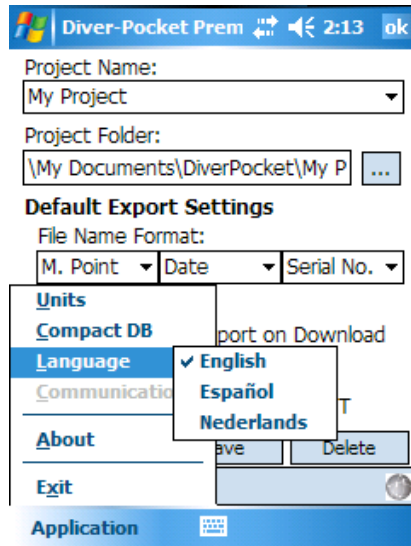 Diver-Pocket Prem 2:13 ok
Project Name:
My Project
Project Folder:
\My Documents\DiverPocket\My P ...
Default Export Settings
File Name Format:
M. Point Date Serial No.
Units
Compact DB port on Download
Language English
Communicatio Español
Nederlands T
About ave Delete
Exit
Application